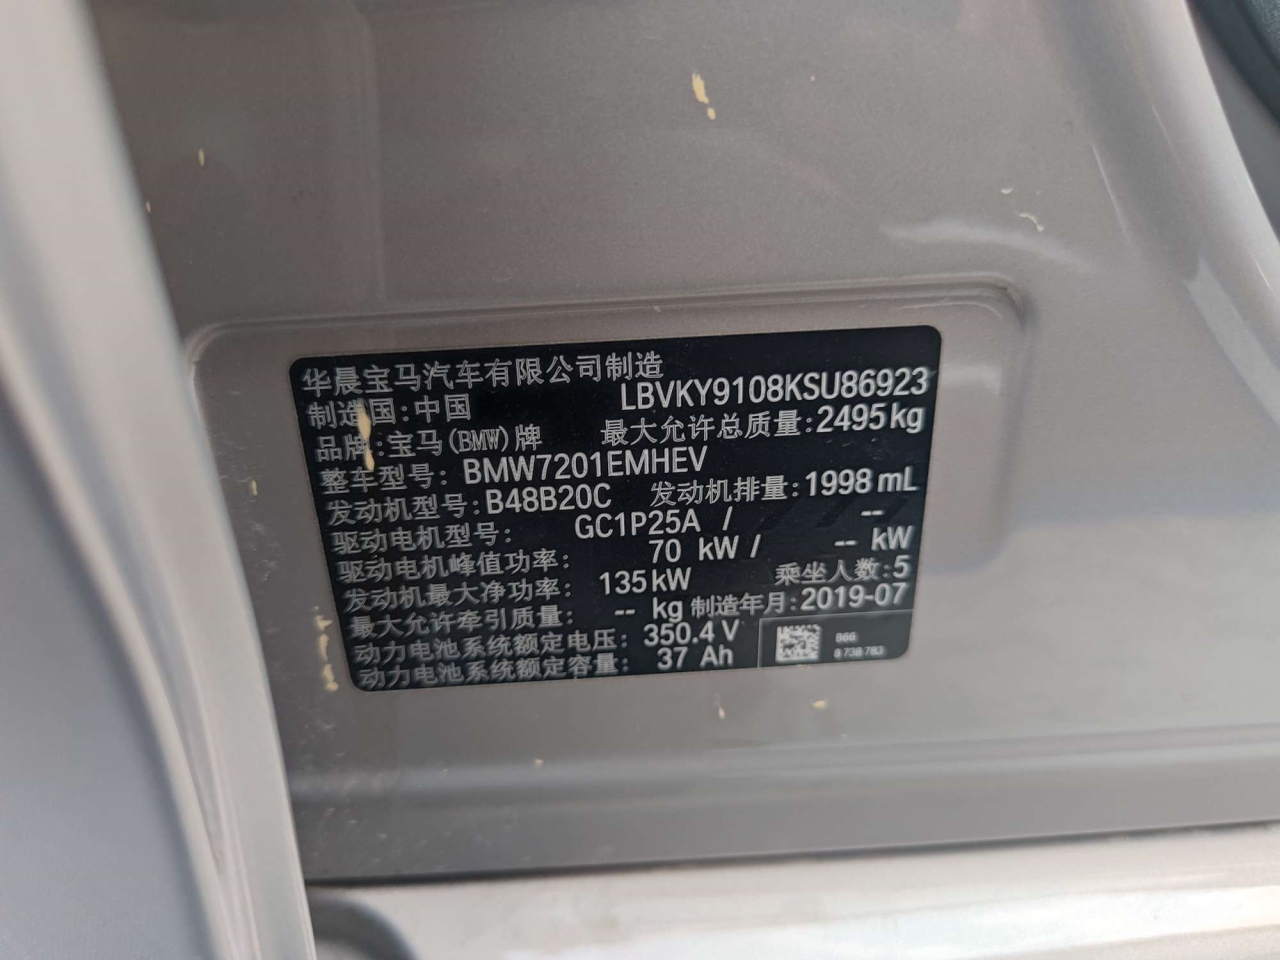 华晨宝马汽车有限公司制造
制造国:中国 LBVKY9108KSU86923
品牌:宝马(BMW)牌 最大允许总质量:2495kg
整车型号: BMW7201EMHEV
发动机型号:B48B20C 发动机排量:1998 mL
驱动电机型号: GC1P25A / --
驱动电机峰值功率: 70 kW / -- kW
发动机最大净功率: 135kW 乘坐人数:5
最大允许牵引质量: -- kg 制造年月:2019-07
动力电池系统额定电压: 350.4 V
动力电池系统额定容量: 37 Ah
866
8 738 783